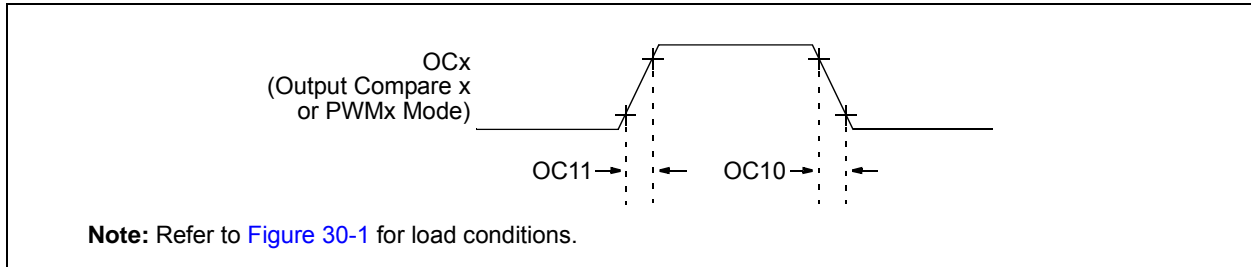 OCx
(Output Compare x
or PWMx Mode)
OC11
OC10
Note: Refer to Figure 30-1 for load conditions.